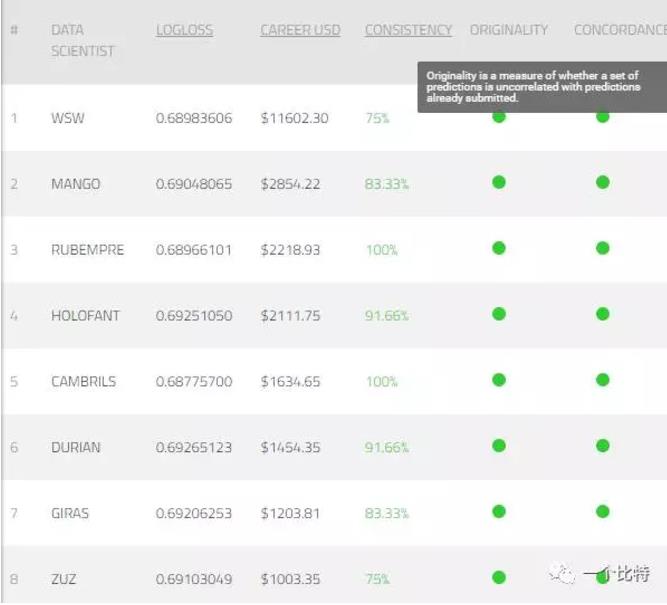 # DATA SCIENTIST LOGLOSS CAREER USD CONSISTENCY ORIGINALITY CONCORDANCE
Originality is a measure of whether a set of
predictions is uncorrelated with predictions
already submitted.
1 WSW 0.68983606 $11602.30 75%
2 MANGO 0.69048065 $2854.22 83.33%
3 RUBEMPRE 0.68966101 $2218.93 100%
4 HOLOFANT 0.69251050 $2111.75 91.66%
5 CAMBRILS 0.68775700 $1634.65 100%
6 DURIAN 0.69265123 $1454.35 91.66%
7 GIRAS 0.69206253 $1203.81 83.33%
8 ZUZ 0.69103049 $1003.35 75%
一个比特